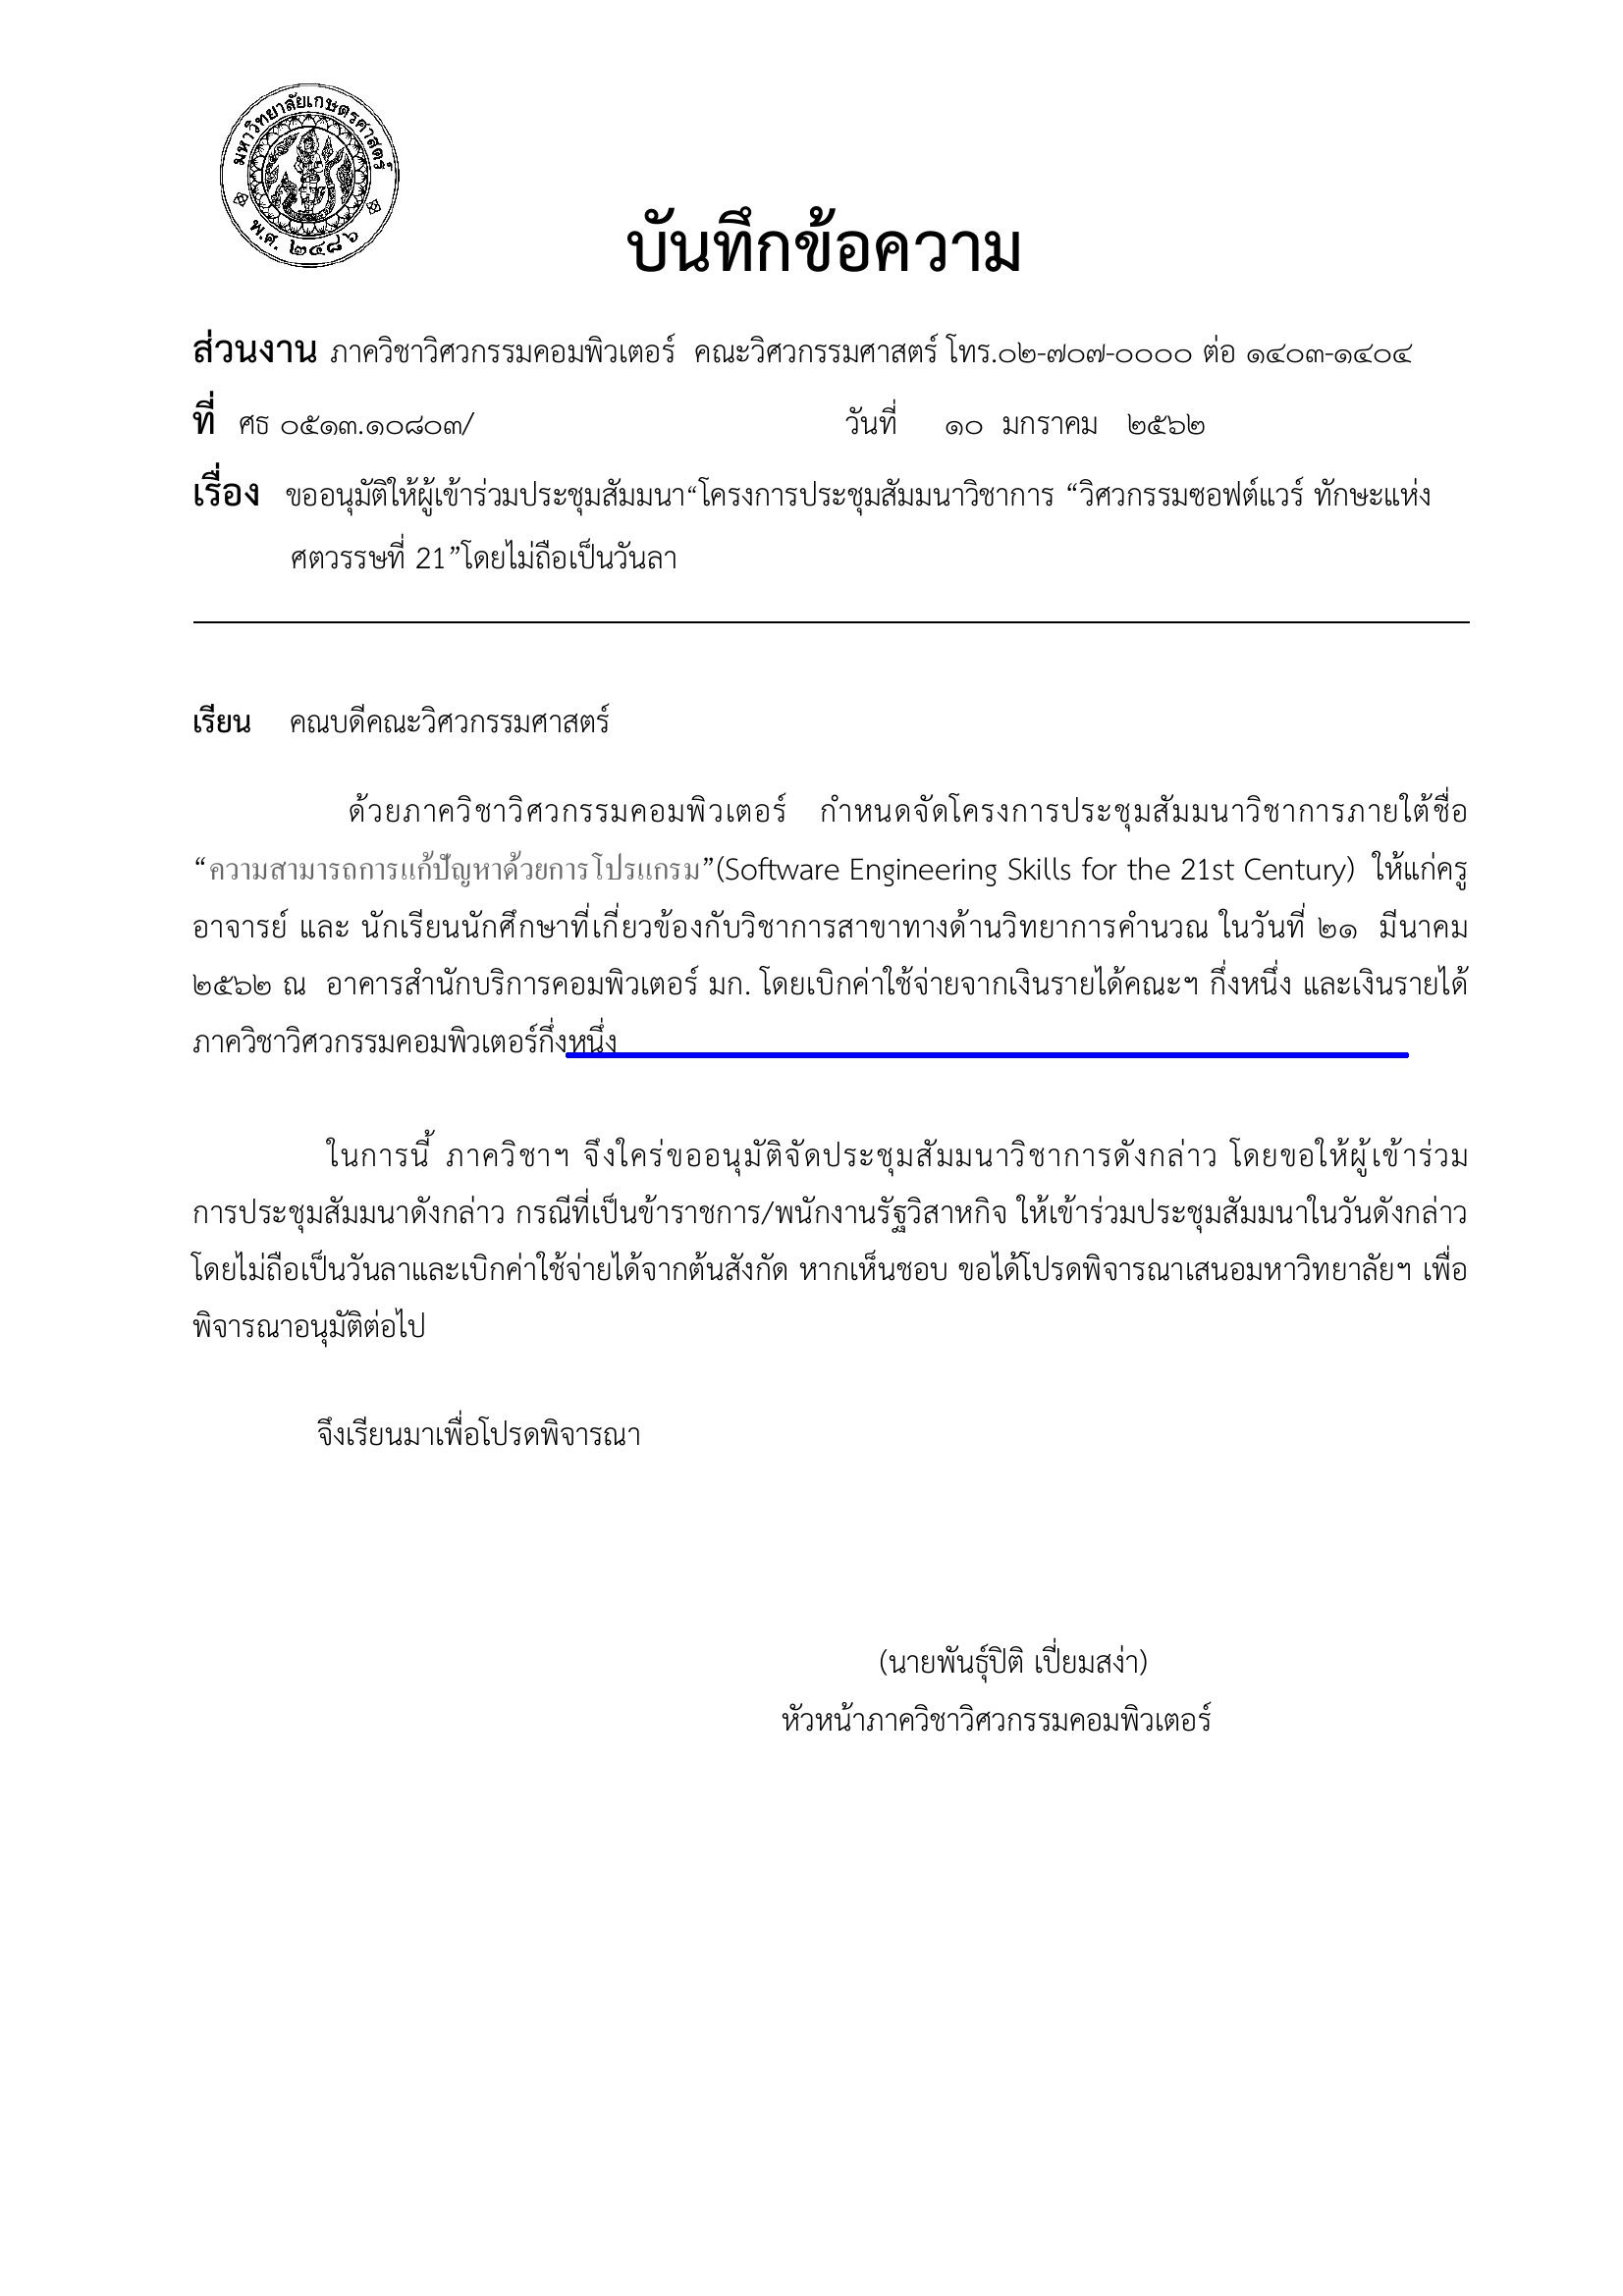 มหาวิทยาลัยเกษตรศาสตร์
พ.ศ. ๒๔๘๖
บันทึกข้อความ
ส่วนงาน ภาควิชาวิศวกรรมคอมพิวเตอร์ คณะวิศวกรรมศาสตร์ โทร.๐๒-๗๐๗-๐๐๐๐ ต่อ ๑๔๐๓-๑๔๐๔
ที่ ศธ ๐๕๑๓.๑๐๘๐๓/ วันที่ ๑๐ มกราคม ๒๕๖๒
เรื่อง ขออนุมัติให้ผู้เข้าร่วมประชุมสัมมนา“โครงการประชุมสัมมนาวิชาการ “วิศวกรรมซอฟต์แวร์ ทักษะแห่ง
ศตวรรษที่ 21”โดยไม่ถือเป็นวันลา
เรียน คณบดีคณะวิศวกรรมศาสตร์
ด้วยภาควิชาวิศวกรรมคอมพิวเตอร์ กำหนดจัดโครงการประชุมสัมมนาวิชาการภายใต้ชื่อ
“ความสามารถการแก้ปัญหาด้วยการโปรแกรม”(Software Engineering Skills for the 21st Century) ให้แก่ครู
อาจารย์ และ นักเรียนนักศึกษาที่เกี่ยวข้องกับวิชาการสาขาทางด้านวิทยาการคำนวณ ในวันที่ ๒๑ มีนาคม
๒๕๖๒ ณ อาคารสำนักบริการคอมพิวเตอร์ มก. โดยเบิกค่าใช้จ่ายจากเงินรายได้คณะฯ กึ่งหนึ่ง และเงินรายได้
ภาควิชาวิศวกรรมคอมพิวเตอร์กึ่งหนึ่ง
ในการนี้ ภาควิชาฯ จึงใคร่ขออนุมัติจัดประชุมสัมมนาวิชาการดังกล่าว โดยขอให้ผู้เข้าร่วม
การประชุมสัมมนาดังกล่าว กรณีที่เป็นข้าราชการ/พนักงานรัฐวิสาหกิจ ให้เข้าร่วมประชุมสัมมนาในวันดังกล่าว
โดยไม่ถือเป็นวันลาและเบิกค่าใช้จ่ายได้จากต้นสังกัด หากเห็นชอบ ขอได้โปรดพิจารณาเสนอมหาวิทยาลัยฯ เพื่อ
พิจารณาอนุมัติต่อไป
จึงเรียนมาเพื่อโปรดพิจารณา
(นายพันธุ์ปิติ เปี่ยมสง่า)
หัวหน้าภาควิชาวิศวกรรมคอมพิวเตอร์